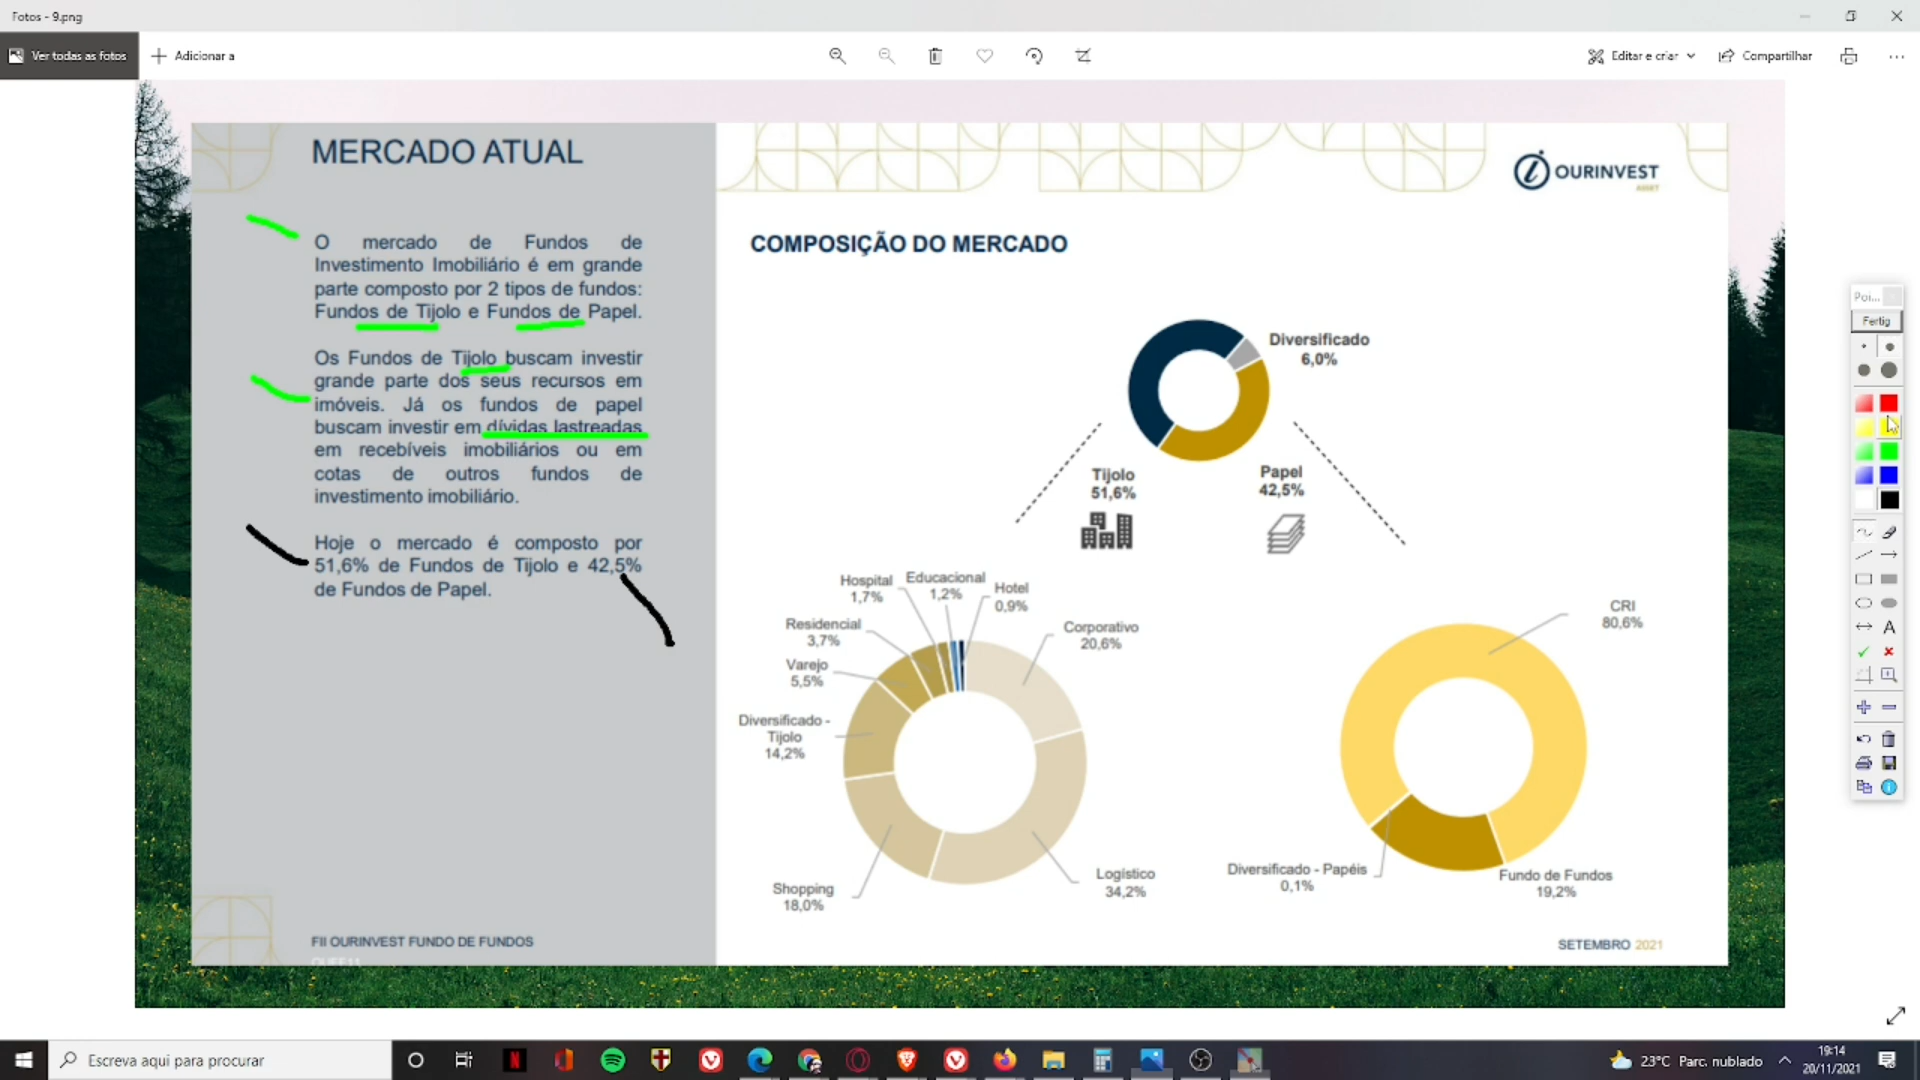 Fotos - 9.png
Ver todas as fotos
Adicionar a
Editar e criar
Compartilhar
MERCADO ATUAL
O mercado de Fundos de
Investimento Imobiliário é em grande
parte composto por 2 tipos de fundos:
Fundos de Tijolo e Fundos de Papel.
Os Fundos de Tijolo buscam investir
grande parte dos seus recursos em
imóveis. Já os fundos de papel
buscam investir em dívidas lastreadas
em recebíveis imobiliários ou em
cotas de outros fundos de
investimento imobiliário.
Hoje o mercado é composto por
51,6% de Fundos de Tijolo e 42,5%
de Fundos de Papel.
FII OURINVEST FUNDO DE FUNDOS
OURINVEST
ASSET
COMPOSIÇÃO DO MERCADO
Diversificado
6,0%
Tijolo
51,6%
Papel
42,5%
Hospital
1,7%
Educacional
1,2%
Hotel
0,9%
Residencial
3,7%
Corporativo
20,6%
Varejo
5,5%
Diversificado -
Tijolo
14,2%
Shopping
18,0%
Logístico
34,2%
CRI
80,6%
Diversificado - Papéis
0,1%
Fundo de Fundos
19,2%
SETEMBRO 2021
Poi...
Fertig
A
Escreva aqui para procurar
23°C Parc. nublado
19:14
20/11/2021